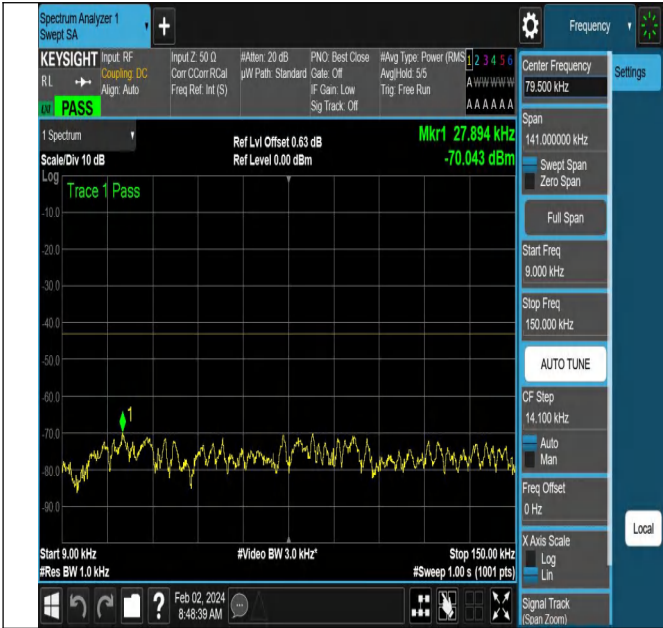 Spectrum Analyzer 1
Swept SA
Frequency
KEYSIGHT
RL
PASS
Input: RF
Coupling: DC
Align: Auto
Input Z: 50 Ω
Corr CCorr RCal
Freq Ref: Int (S)
#Atten: 20 dB
µW Path: Standard
PNO: Best Close
Gate: Off
IF Gain: Low
Sig Track: Off
#Avg Type: Power (RMS
Avg|Hold: 5/5
Trig: Free Run
1 2 3 4 5 6
A W W W W W
A A A A A A
1 Spectrum
Scale/Div 10 dB
Ref Lvl Offset 0.63 dB
Ref Level 0.00 dBm
Mkr1 27.894 kHz
-70.043 dBm
Log
Trace 1 Pass
-10.0
-20.0
-30.0
-40.0
-50.0
-60.0
-70.0
-80.0
-90.0
1
Start 9.00 kHz
#Res BW 1.0 kHz
#Video BW 3.0 kHz*
Stop 150.00 kHz
#Sweep 1.00 s (1001 pts)
Feb 02, 2024
8:48:39 AM
Center Frequency
79.500 kHz
Settings
Span
141.000000 kHz
Swept Span
Zero Span
Full Span
Start Freq
9.000 kHz
Stop Freq
150.000 kHz
AUTO TUNE
CF Step
14.100 kHz
Auto
Man
Freq Offset
0 Hz
X Axis Scale
Log
Lin
Local
Signal Track
(Span Zoom)